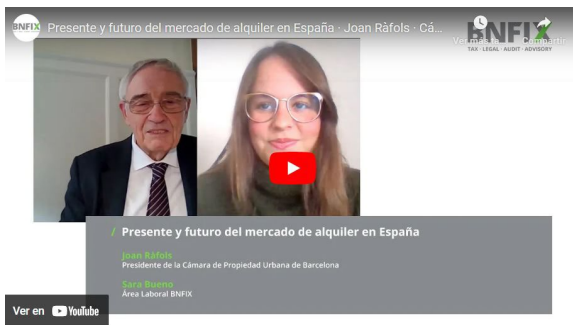 BNFIX
Presente y futuro del mercado de alquiler en España · Joan Ràfols · Cá...
Ver más ta...
Compartir
BNFIX
TAX · LEGAL · AUDIT · ADVISORY
/ Presente y futuro del mercado de alquiler en España
Joan Ràfols
Presidente de la Cámara de Propiedad Urbana de Barcelona
Sara Bueno
Área Laboral BNFIX
Ver en YouTube